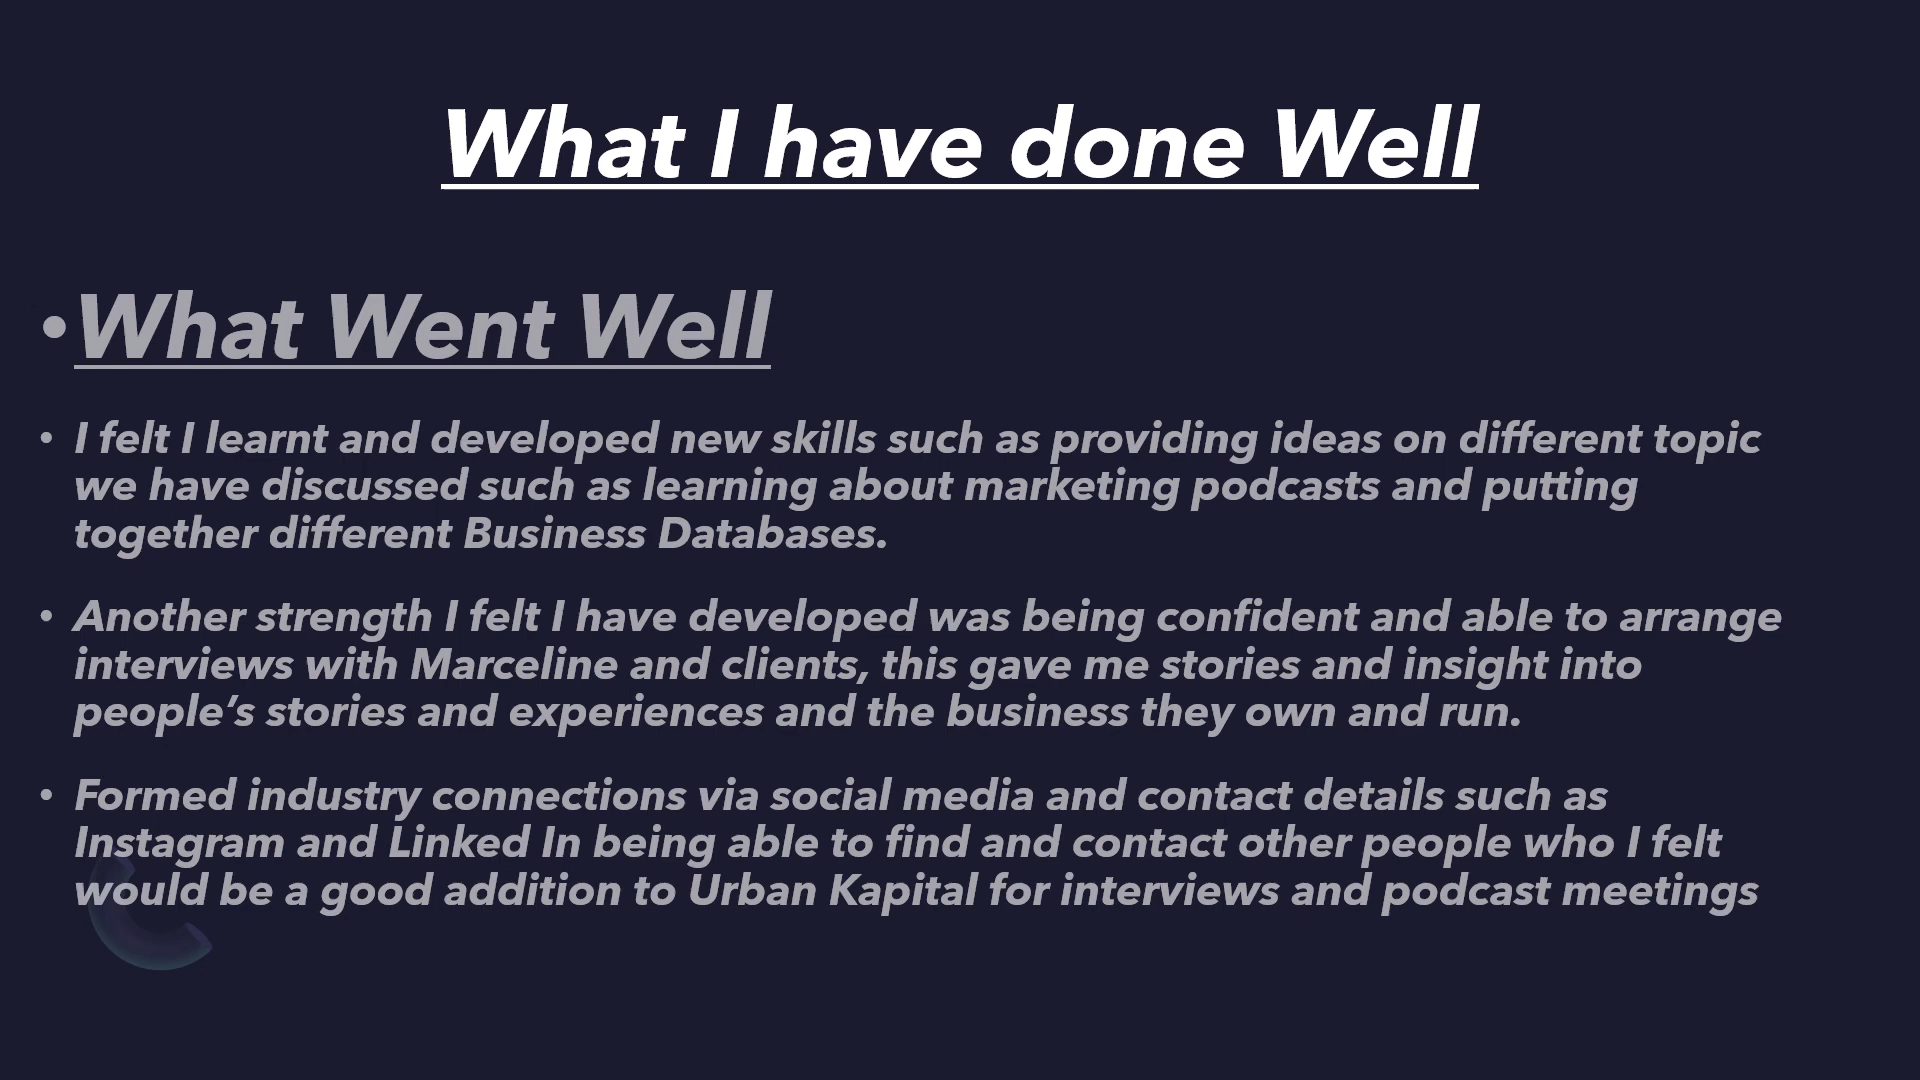 What I have done Well
•What Went Well
• I felt I learnt and developed new skills such as providing ideas on different topic
we have discussed such as learning about marketing podcasts and putting
together different Business Databases.
• Another strength I felt I have developed was being confident and able to arrange
interviews with Marceline and clients, this gave me stories and insight into
people’s stories and experiences and the business they own and run.
• Formed industry connections via social media and contact details such as
Instagram and Linked In being able to find and contact other people who I felt
would be a good addition to Urban Kapital for interviews and podcast meetings